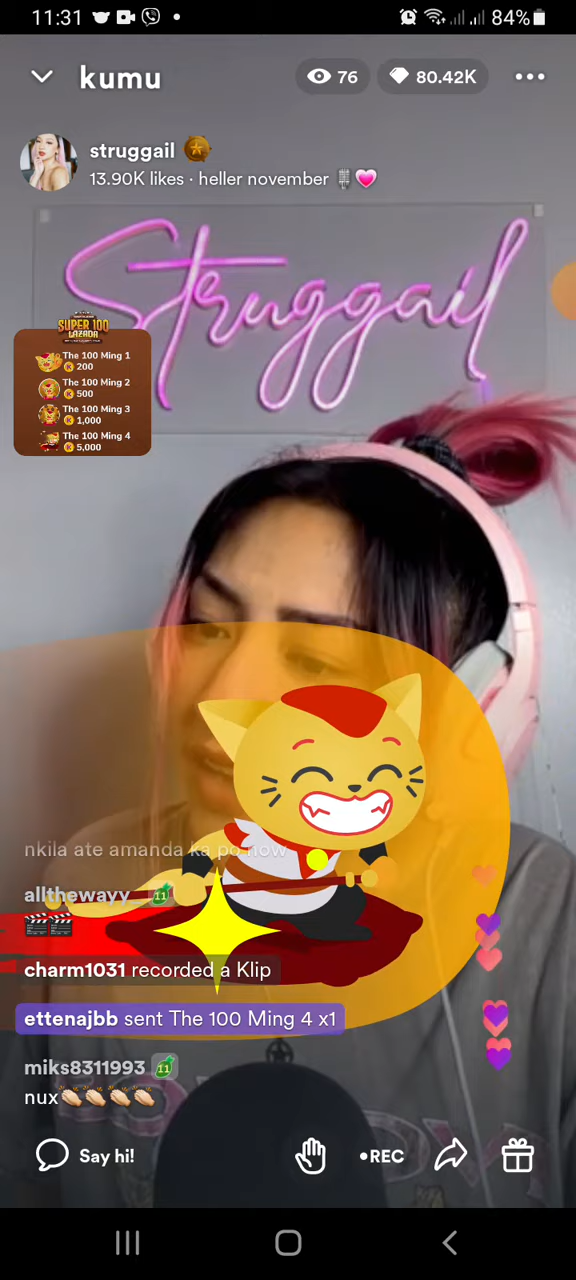 11:31
84%
kumu
76
80.42K
struggail
13.90K likes · heller november
Struggail
SUPER 100
LAZADA
The 100 Ming 1
200
The 100 Ming 2
500
The 100 Ming 3
1,000
The 100 Ming 4
5,000
nkila ate amanda ka po now
allthewayy_ 11
charm1031 recorded a Klip
ettenajbb sent The 100 Ming 4 x1
miks8311993 11
nux
Say hi!
•REC